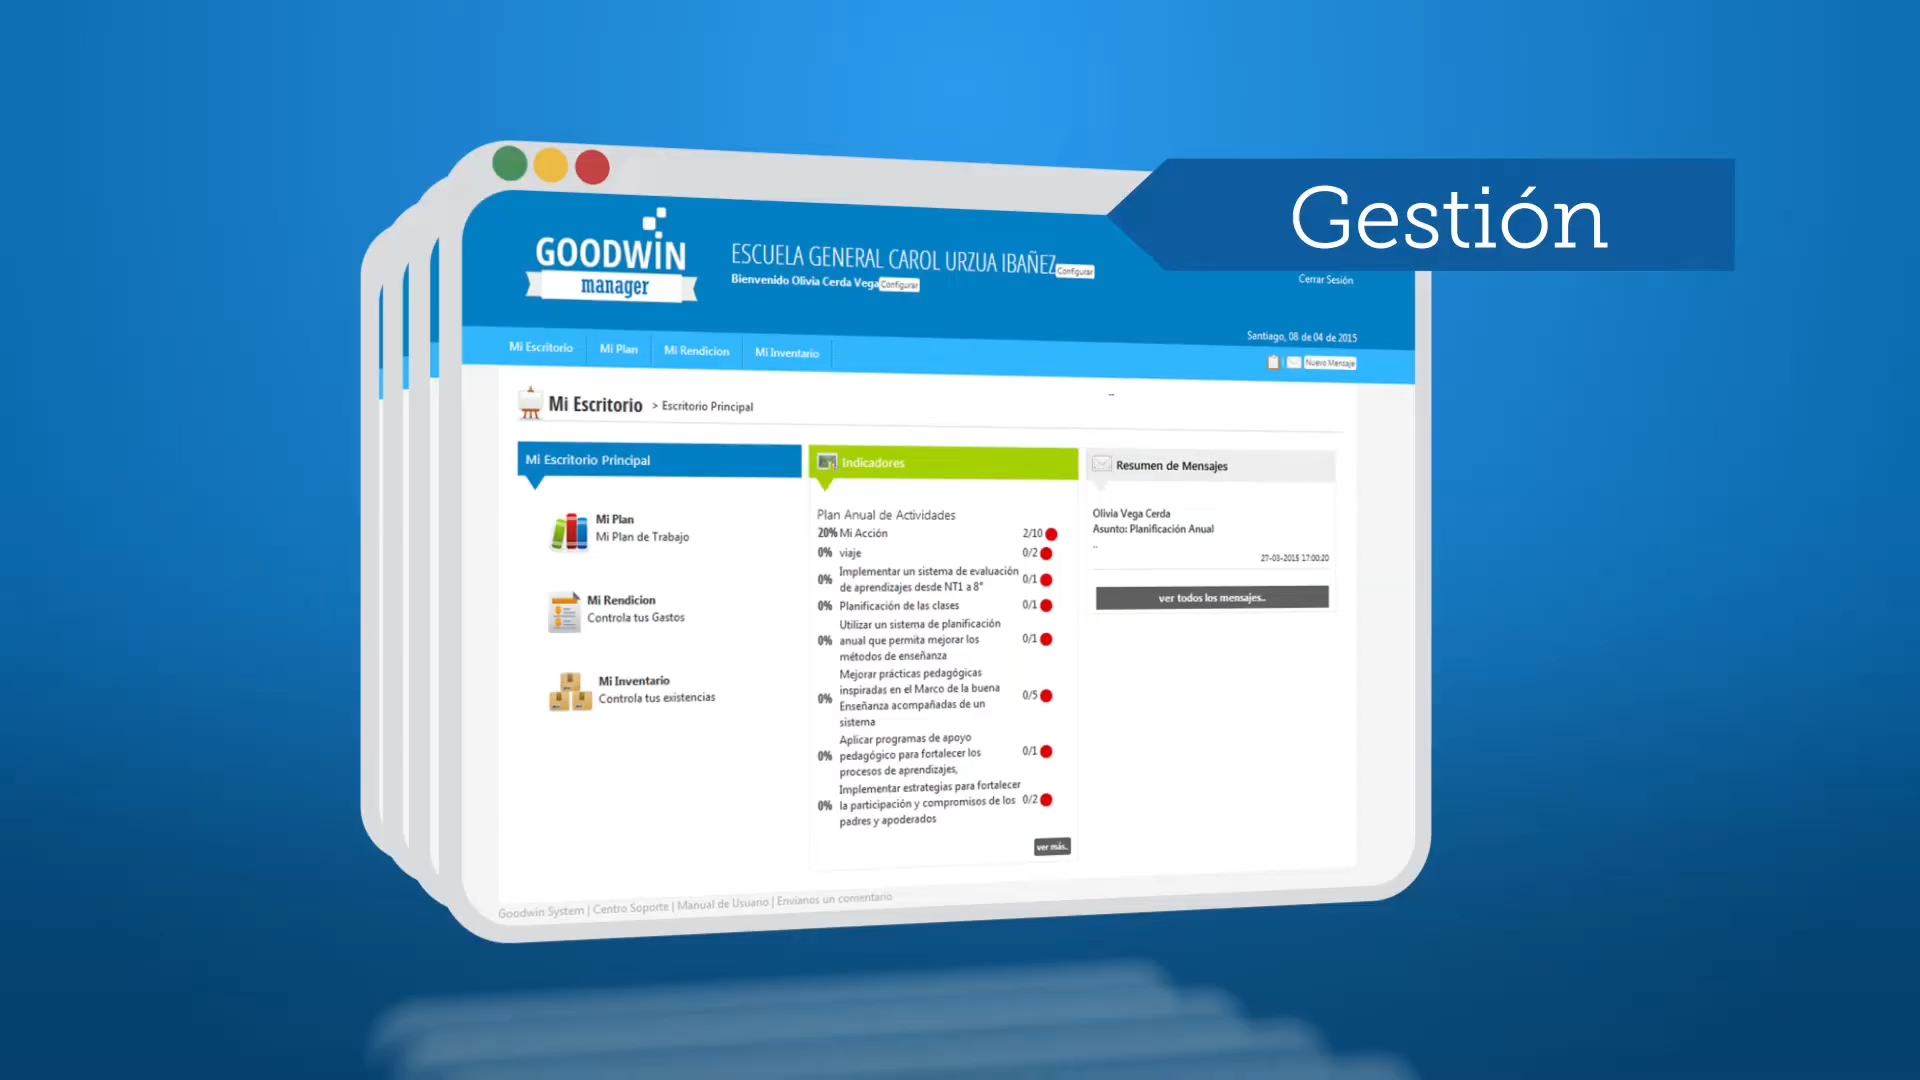 Gestión
GOODWIN
manager
ESCUELA GENERAL CAROL URZUA IBAÑEZ Configurar
Bienvenido Olivia Cerda Vega Configurar
Cerrar Sesión
Santiago, 08 de 04 de 2015
Mi Escritorio
Mi Plan
Mi Rendicion
Mi Inventario
Nuevo Mensaje
Mi Escritorio > Escritorio Principal
--
Mi Escritorio Principal
Mi Plan
Mi Plan de Trabajo
Mi Rendicion
Controla tus Gastos
Mi Inventario
Controla tus existencias
Indicadores
Plan Anual de Actividades
20% Mi Acción 2/10
0% viaje 0/2
Implementar un sistema de evaluación
0% de aprendizajes desde NT1 a 8° 0/1
0% Planificación de las clases 0/1
Utilizar un sistema de planificación
0% anual que permita mejorar los 0/1
métodos de enseñanza
Mejorar prácticas pedagógicas
inspiradas en el Marco de la buena
0% Enseñanza acompañadas de un 0/5
sistema
Aplicar programas de apoyo
0% pedagógico para fortalecer los 0/1
procesos de aprendizajes,
Implementar estrategias para fortalecer
0% la participación y compromisos de los 0/2
padres y apoderados
ver más..
Resumen de Mensajes
Olivia Vega Cerda
Asunto: Planificación Anual
..
27-03-2015 17:00:20
ver todos los mensajes..
Goodwin System | Centro Soporte | Manual de Usuario | Envianos un comentario